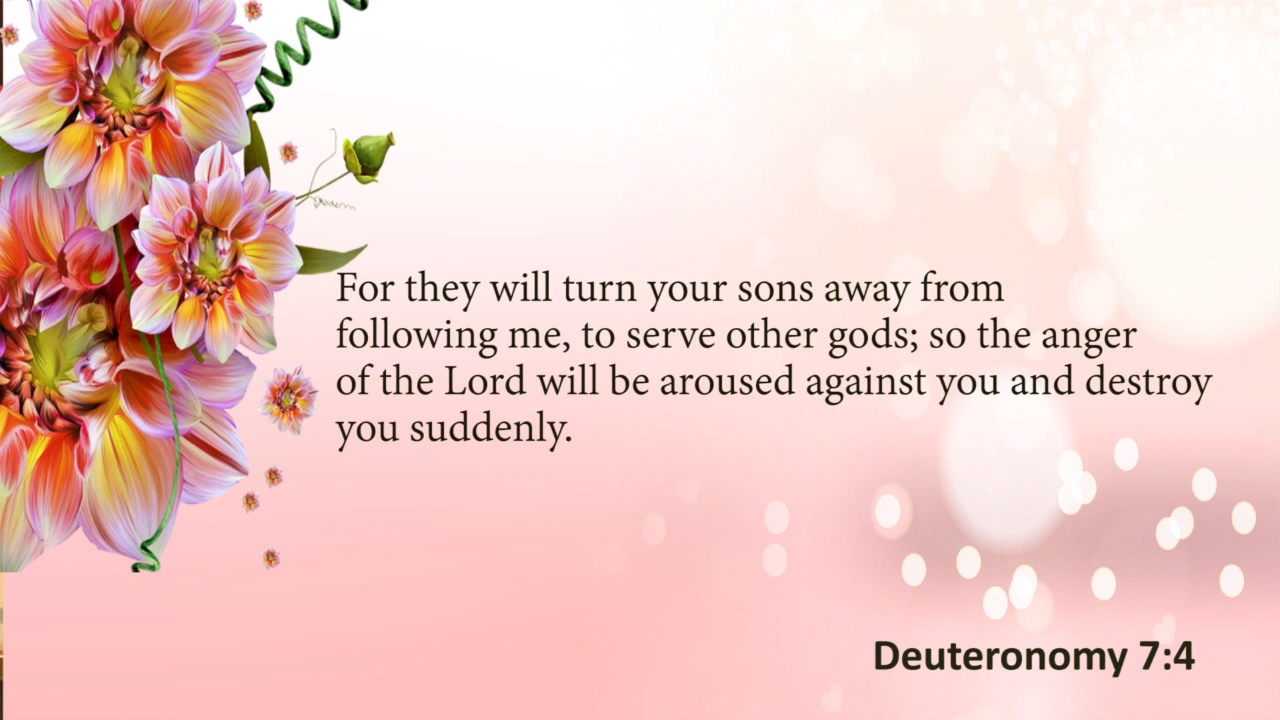 For they will turn your sons away from
following me, to serve other gods; so the anger
of the Lord will be aroused against you and destroy
you suddenly.
Deuteronomy 7:4